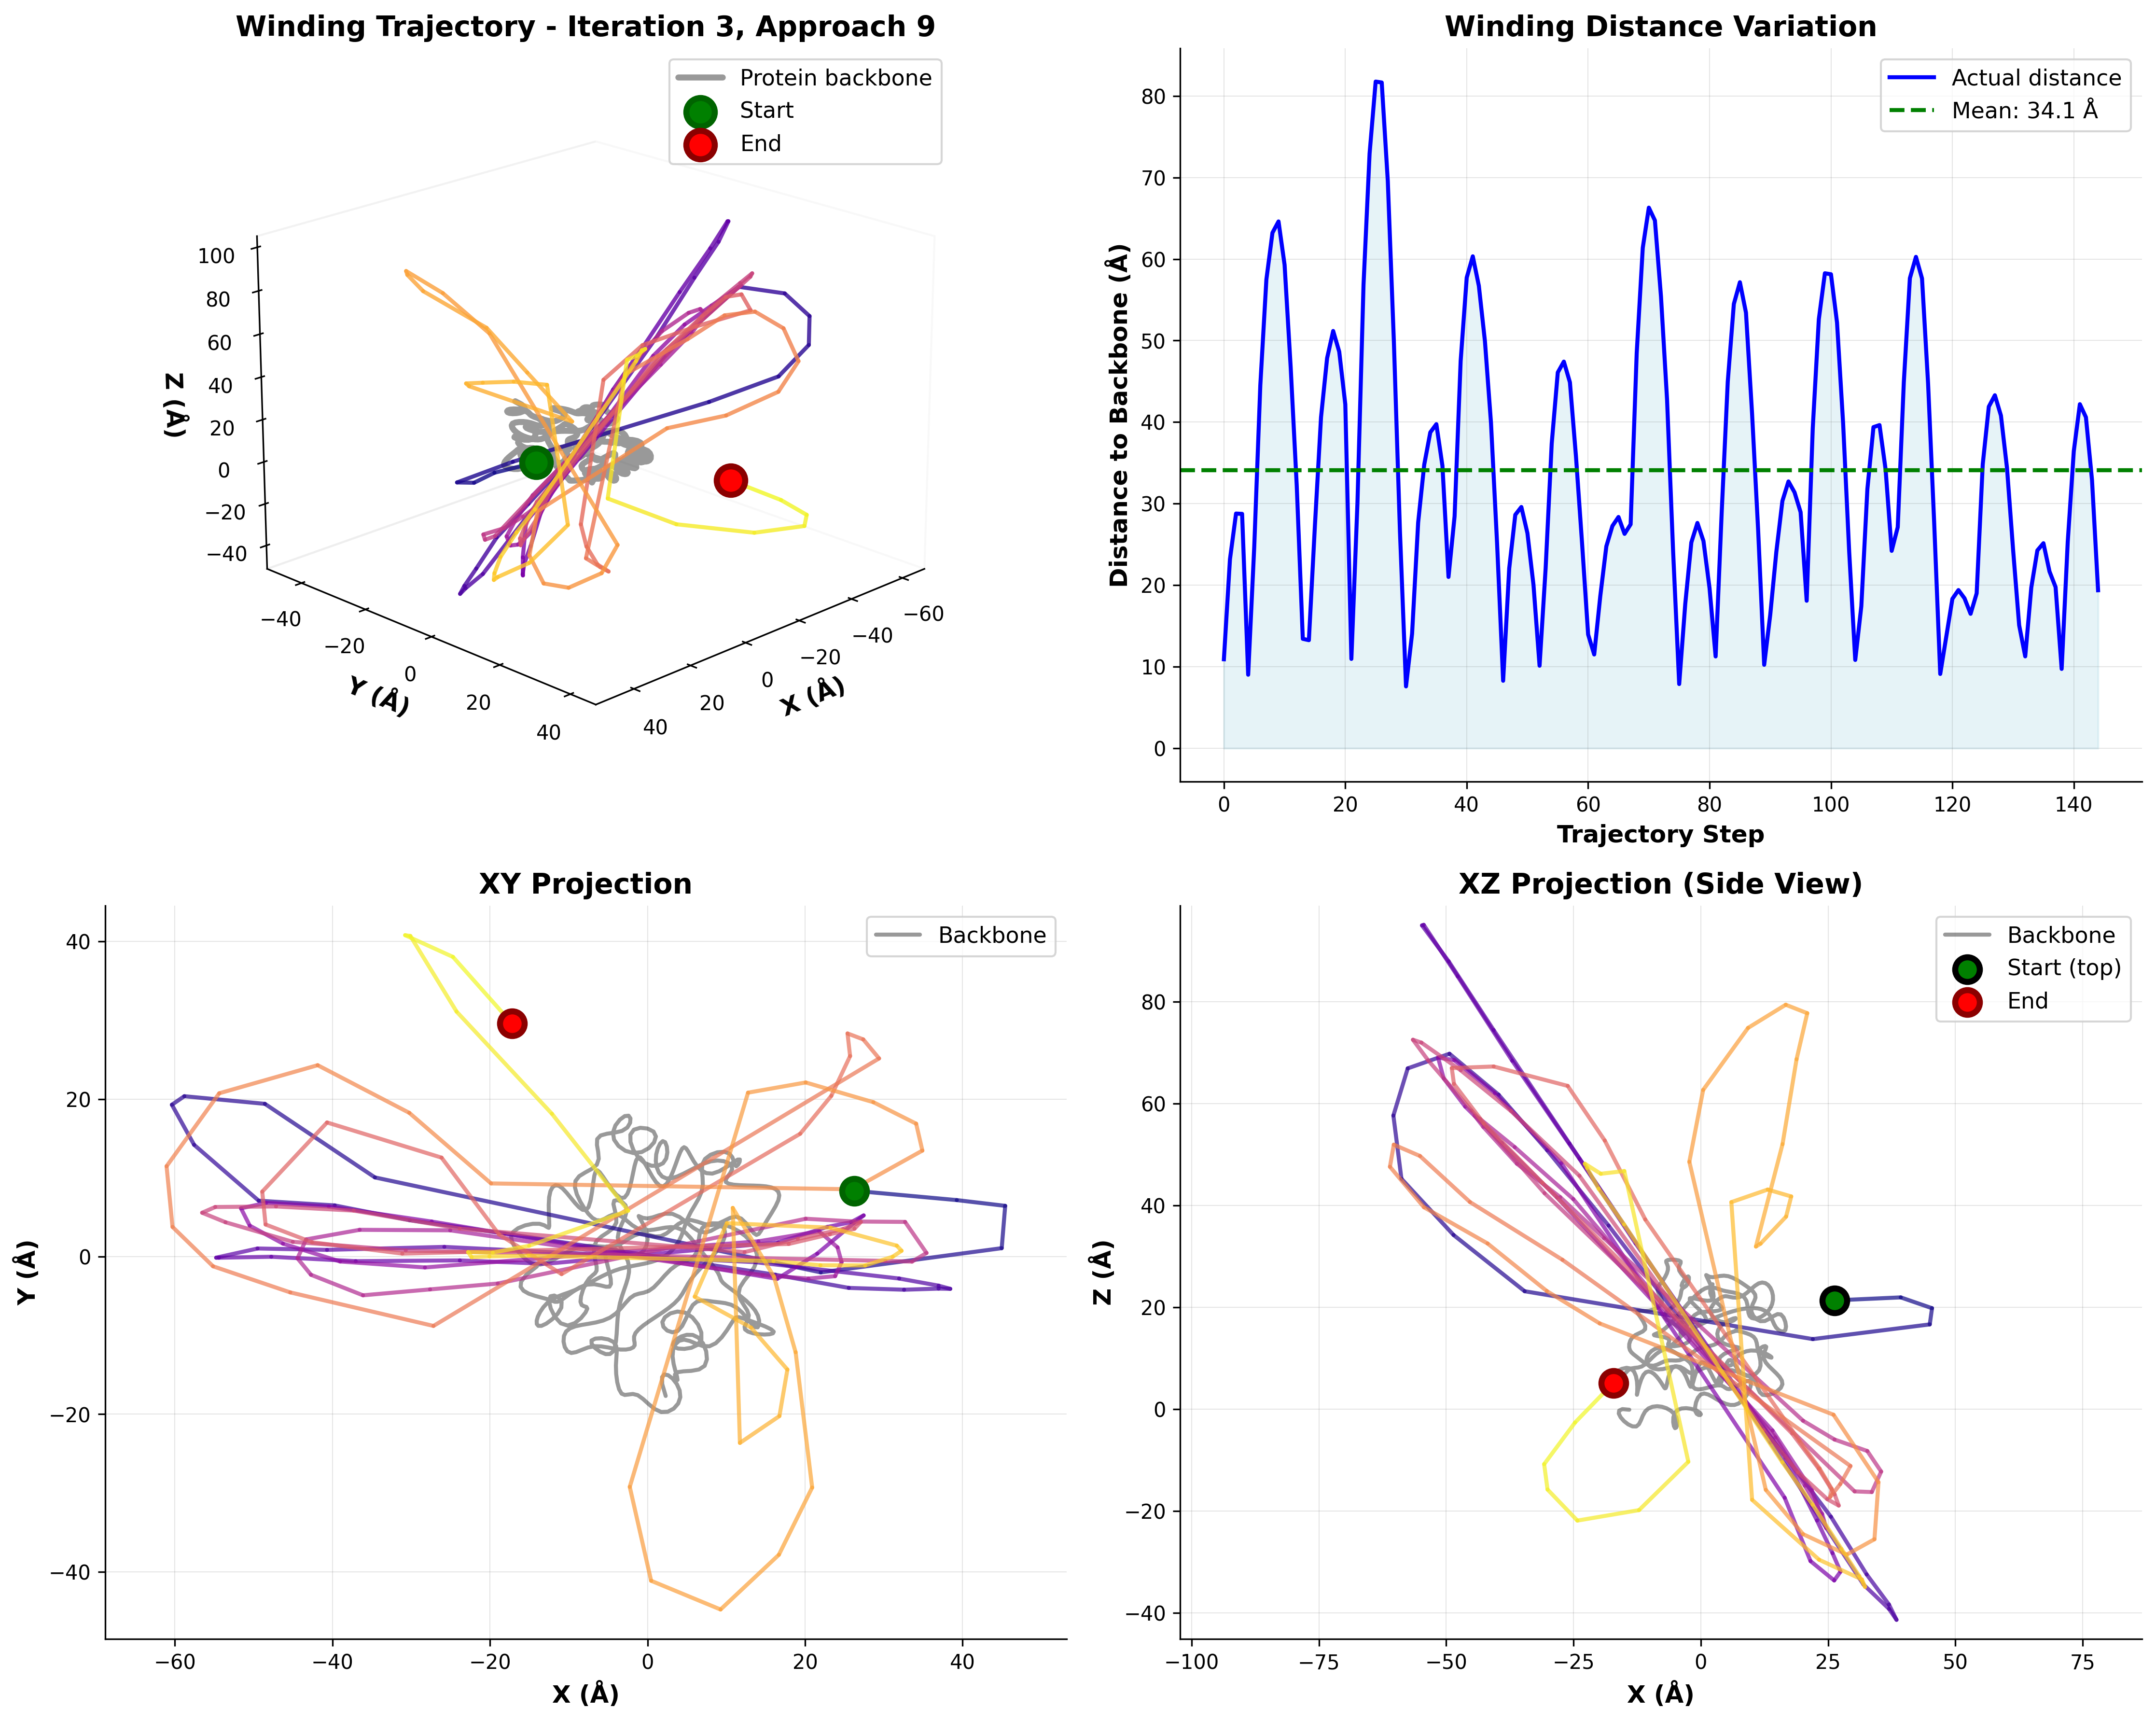 Winding Trajectory - Iteration 3, Approach 9
Protein backbone
Start
End
100
80
60
40
20
0
−20
−40
Z (Å)
−40
−20
0
20
40
Y (Å)
40
20
0
−20
−40
−60
X (Å)
Winding Distance Variation
Actual distance
Mean: 34.1 Å
80
70
60
50
40
30
20
10
0
Distance to Backbone (Å)
0 20 40 60 80 100 120 140
Trajectory Step
XY Projection
Backbone
40
20
0
−20
−40
Y (Å)
−60 −40 −20 0 20 40
X (Å)
XZ Projection (Side View)
Backbone
Start (top)
End
80
60
40
20
0
−20
−40
Z (Å)
−100 −75 −50 −25 0 25 50 75
X (Å)